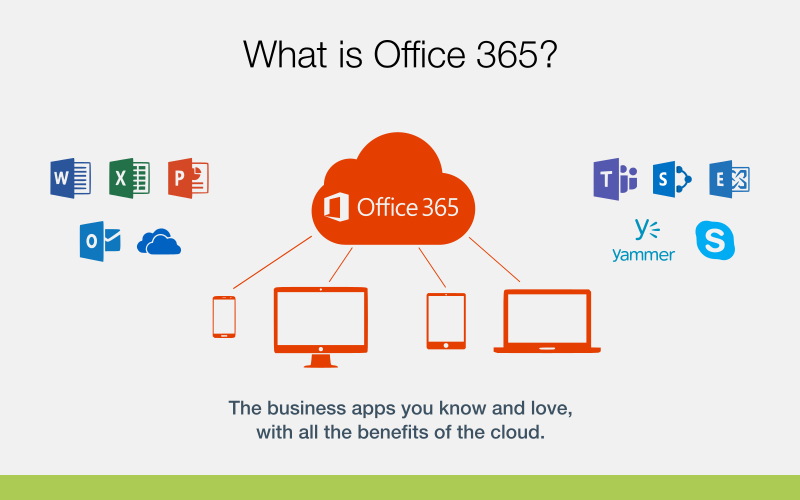 What is Office 365?
W
X
P
O
Office 365
T
S
E
yammer
S
The business apps you know and love,
with all the benefits of the cloud.